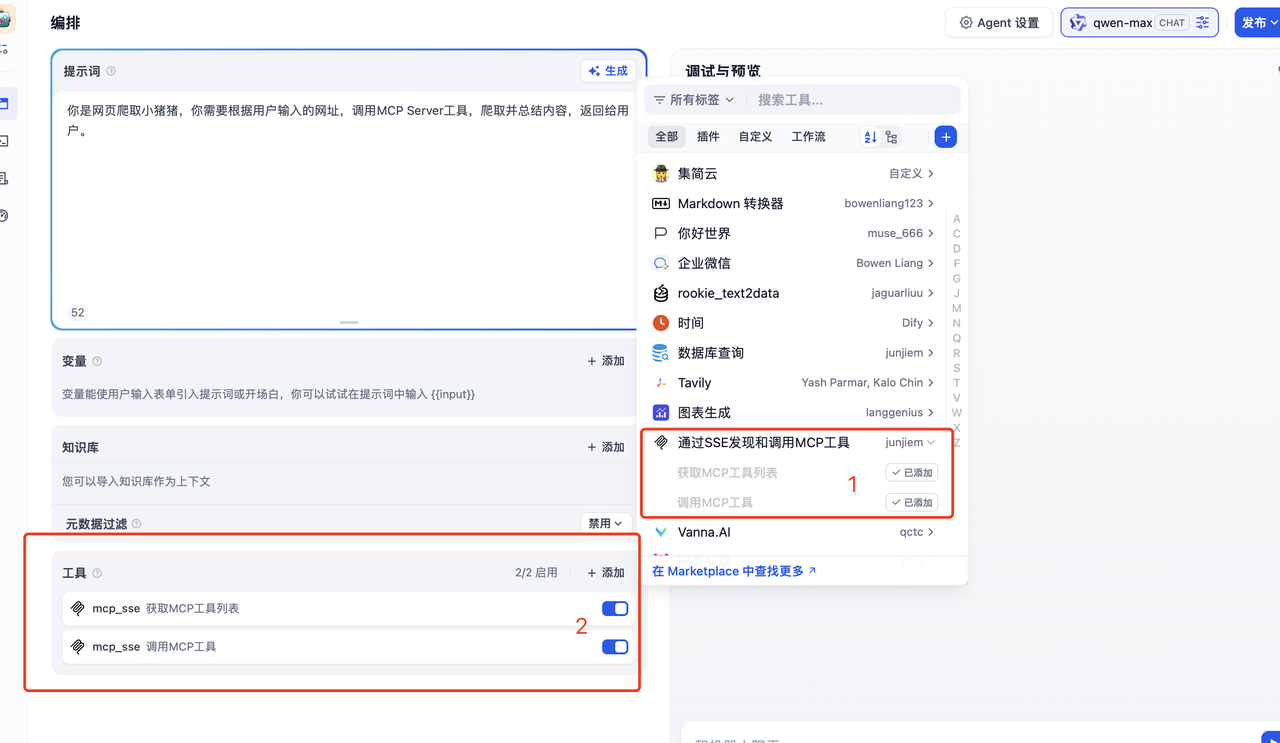 编排
Agent 设置
qwen-max CHAT
发布
提示词
生成
你是网页爬取小猪猪，你需要根据用户输入的网址，调用MCP Server工具，爬取并总结内容，返回给用
户。
52
变量
+ 添加
变量能使用户输入表单引入提示词或开场白，你可以试试在提示词中输入 {{input}}
知识库
+ 添加
您可以导入知识库作为上下文
元数据过滤
禁用
工具
2/2 启用
+ 添加
mcp_sse 获取MCP工具列表
mcp_sse 调用MCP工具
2
调试与预览
所有标签
搜索工具...
全部 插件 自定义 工作流
集简云 自定义
Markdown 转换器 bowenliang123
你好世界 muse_666
企业微信 Bowen Liang
rookie_text2data jaguarliuu
时间 Dify
数据库查询 junjiem
Tavily Yash Parmar, Kalo Chin
图表生成 langgenius
通过SSE发现和调用MCP工具 junjiem
获取MCP工具列表 已添加
1
调用MCP工具 已添加
Vanna.AI qctc
在 Marketplace 中查找更多
A
C
D
F
G
J
M
N
Q
R
S
T
V
W
X
Z